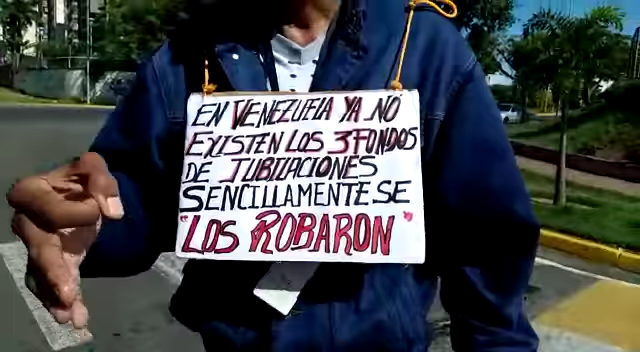 EN VENEZUELA YA NO
EXISTEN LOS 3 FONDOS
DE JUBILACIONES
SENCILLAMENTE SE
"LOS ROBARON"